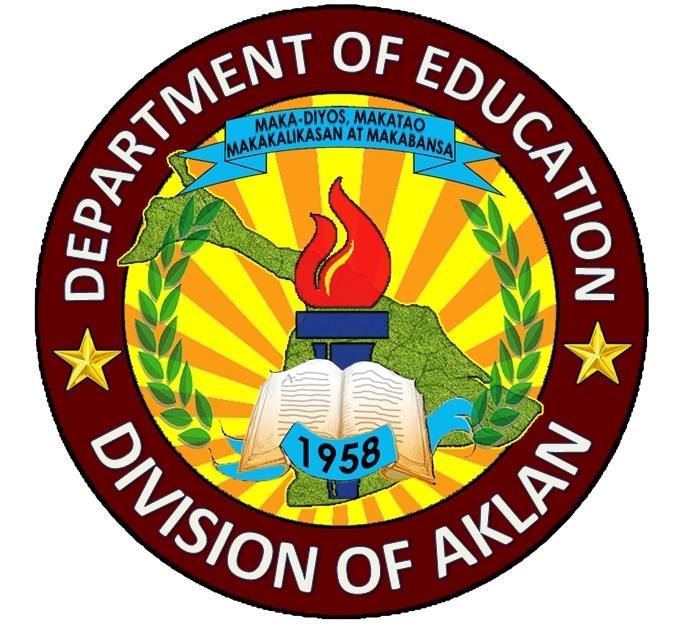 DEPARTMENT OF EDUCATION
MAKA-DIYOS, MAKATAO
MAKAKALIKASAN AT MAKABANSA
1958
DIVISION OF AKLAN